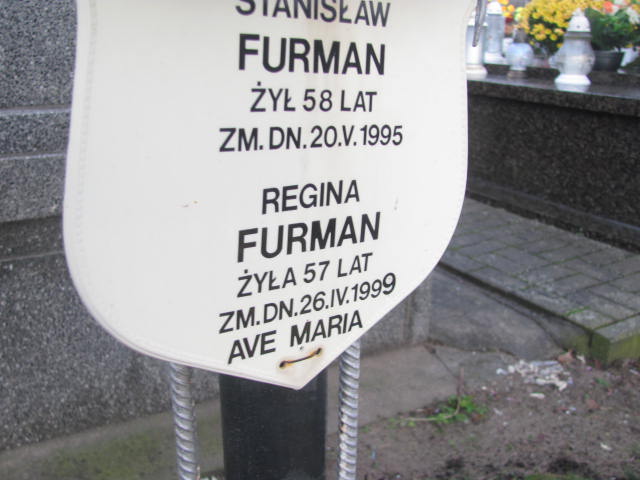 STANISŁAW
FURMAN
ŻYŁ 58 LAT
ZM. DN. 20.V.1995
REGINA
FURMAN
ŻYŁA 57 LAT
ZM. DN. 26.IV.1999
AVE MARIA